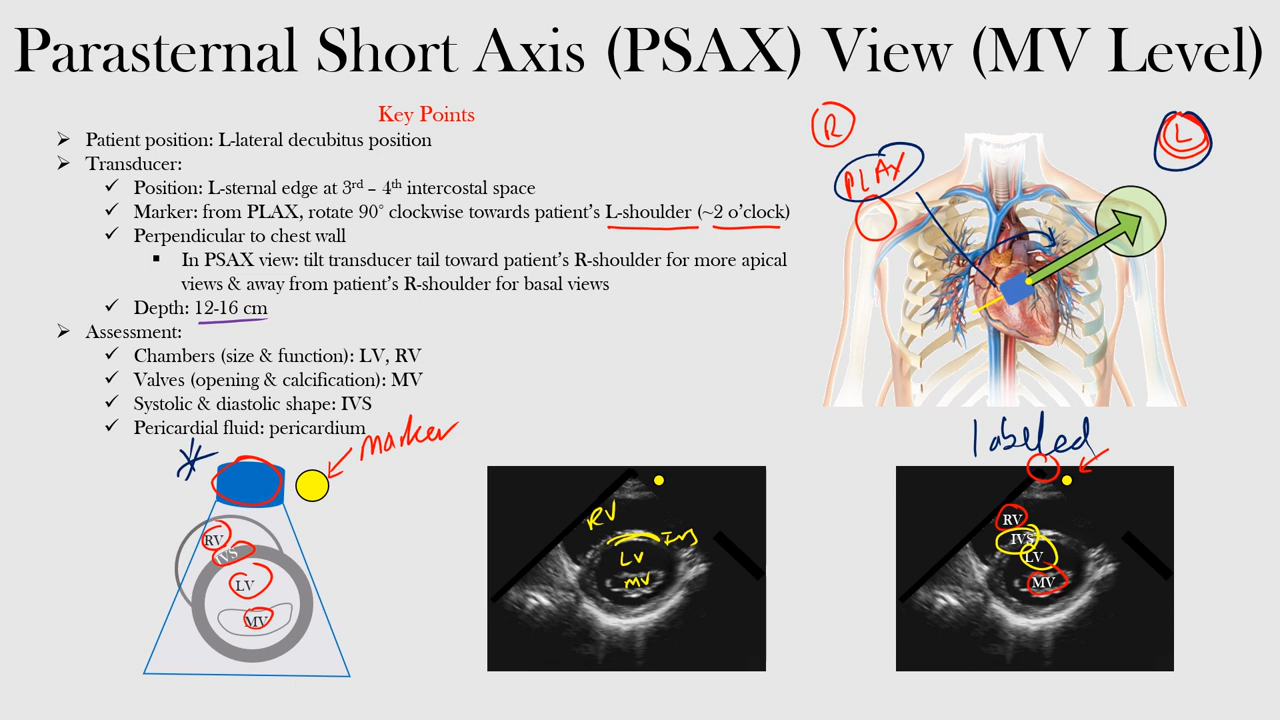 Parasternal Short Axis (PSAX) View (MV Level)
Key Points
➢ Patient position: L-lateral decubitus position
➢ Transducer:
✓ Position: L-sternal edge at 3rd – 4th intercostal space
✓ Marker: from PLAX, rotate 90° clockwise towards patient's L-shoulder (~2 o'clock)
✓ Perpendicular to chest wall
▪ In PSAX view: tilt transducer tail toward patient's R-shoulder for more apical
views & away from patient's R-shoulder for basal views
✓ Depth: 12-16 cm
➢ Assessment:
✓ Chambers (size & function): LV, RV
✓ Valves (opening & calcification): MV
✓ Systolic & diastolic shape: IVS
✓ Pericardial fluid: pericardium
R
L
PLAX
marker
RV
IVS
LV
MV
RV
IVS
LV
MV
labelled
RV
IVS
LV
MV